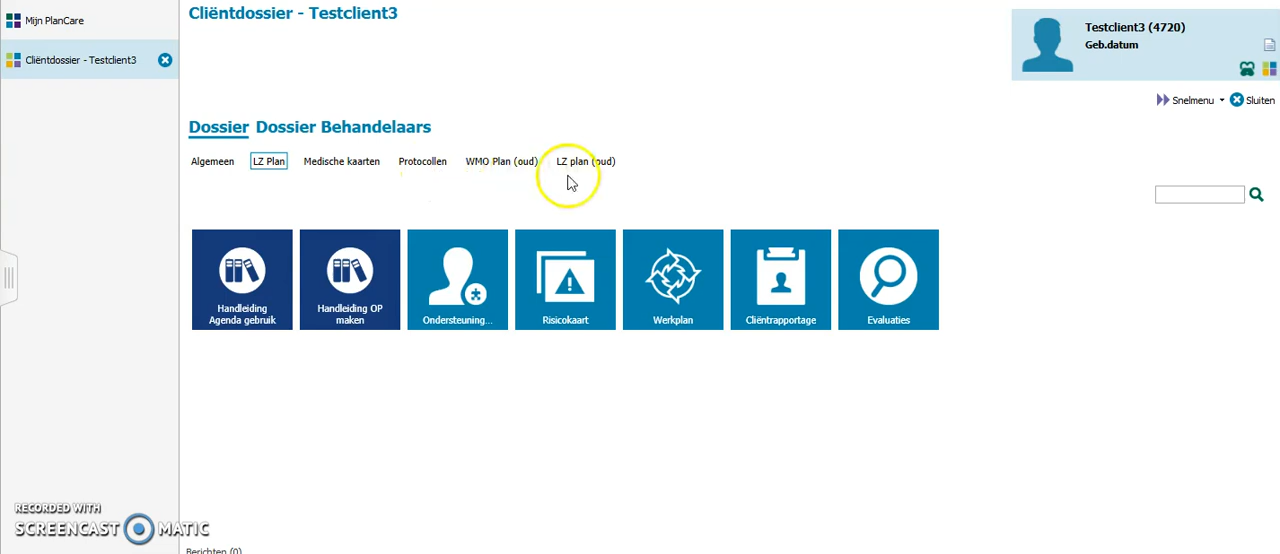 Mijn PlanCare
Cliëntdossier - Testclient3
Cliëntdossier - Testclient3
Testclient3 (4720)
Geb.datum
Snelmenu
Sluiten
Dossier Dossier Behandelaars
Algemeen LZ Plan Medische kaarten Protocollen WMO Plan (oud) LZ plan (oud)
Handleiding
Agenda gebruik
Handleiding OP
maken
Ondersteuning...
Risicokaart
Werkplan
Cliëntrapportage
Evaluaties
RECORDED WITH
SCREENCAST MATIC
Berichten (0)